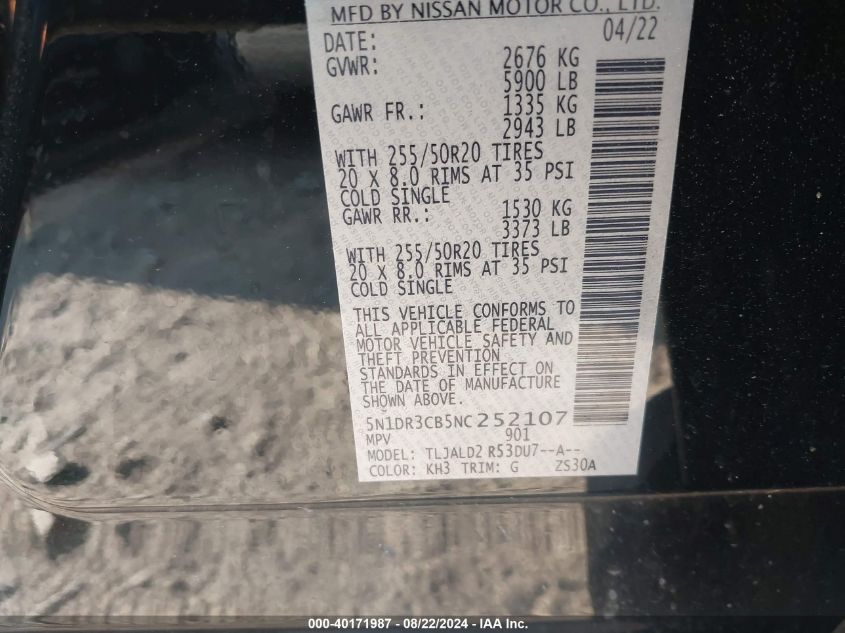 MFD BY NISSAN MOTOR CO., LTD.
DATE: 04/22
GVWR: 2676 KG
5900 LB
GAWR FR.: 1335 KG
2943 LB
WITH 255/50R20 TIRES
20 X 8.0 RIMS AT 35 PSI
COLD SINGLE
GAWR RR.: 1530 KG
3373 LB
WITH 255/50R20 TIRES
20 X 8.0 RIMS AT 35 PSI
COLD SINGLE
THIS VEHICLE CONFORMS TO
ALL APPLICABLE FEDERAL
MOTOR VEHICLE SAFETY AND
THEFT PREVENTION
STANDARDS IN EFFECT ON
THE DATE OF MANUFACTURE
SHOWN ABOVE.
5N1DR3CB5NC252107
MPV 901
MODEL: TLJALD2 R53DU7--A--
COLOR: KH3 TRIM: G ZS30A
000-40171987 - 08/22/2024 - IAA Inc.